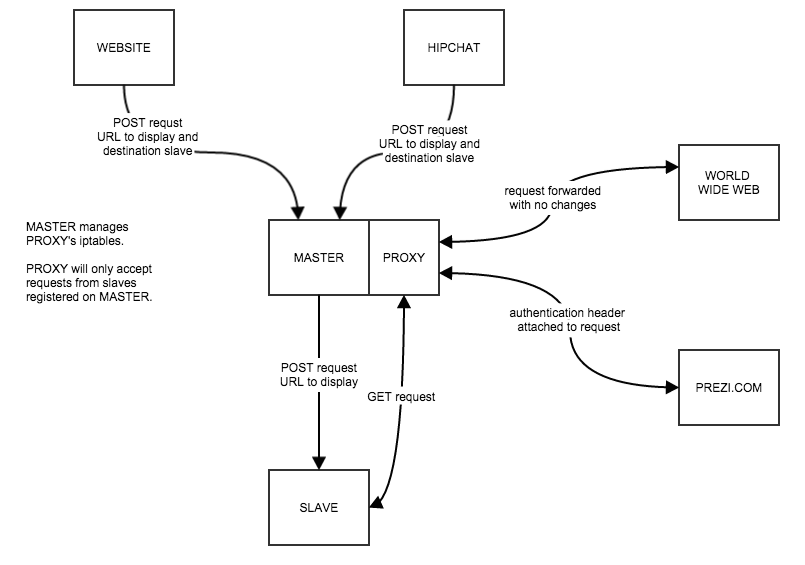 WEBSITE
HIPCHAT
POST requst
URL to display and
destination slave
POST request
URL to display and
destination slave
WORLD
WIDE WEB
request forwarded
with no changes
MASTER manages
PROXY's iptables.
PROXY will only accept
requests from slaves
registered on MASTER.
MASTER
PROXY
authentication header
attached to request
POST request
URL to display
GET request
PREZI.COM
SLAVE